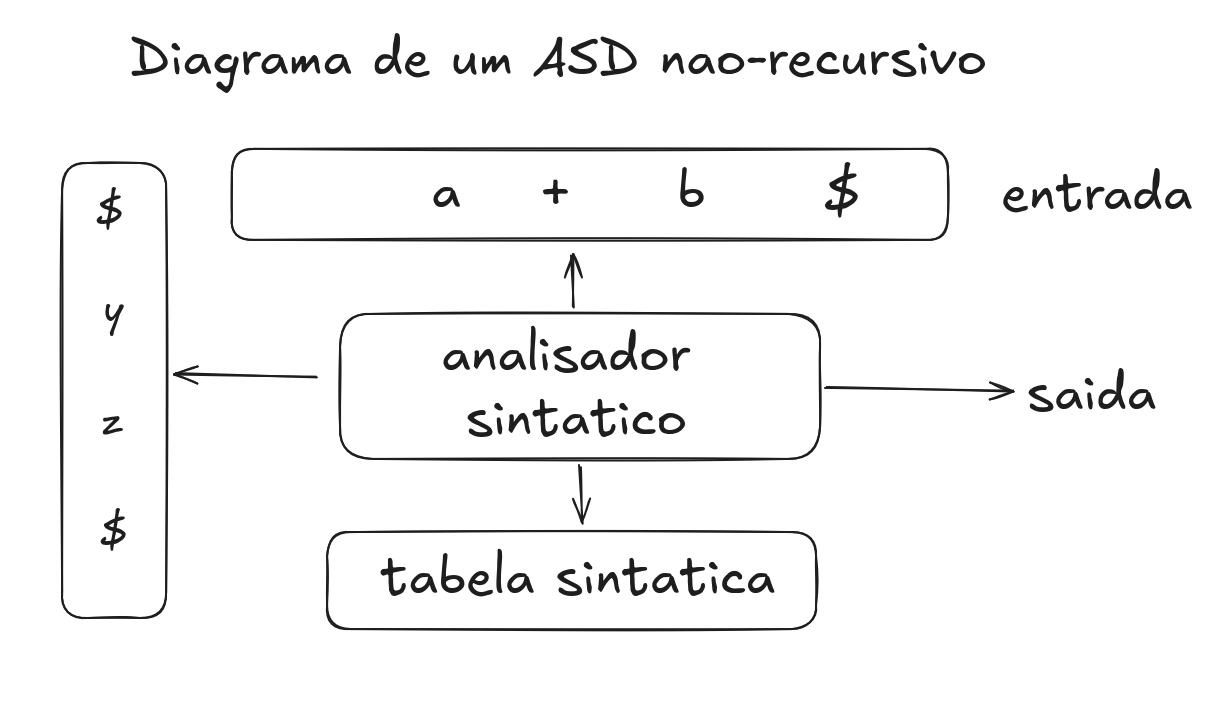 Diagrama de um ASD nao-recursivo
a + b $
entrada
$
y
z
$
analisador
sintatico
saida
tabela sintatica